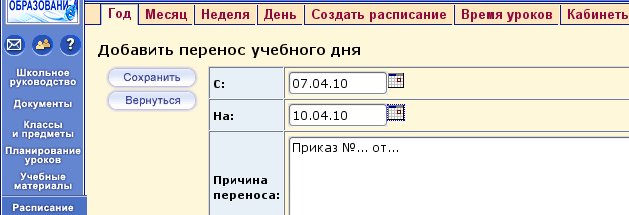 ОБРАЗОВАНИ
Год Месяц Неделя День Создать расписание Время уроков Кабинеты
Добавить перенос учебного дня
Сохранить
Вернуться
С: 07.04.10
На: 10.04.10
Причина
переноса:
Приказ №... от...
Школьное
руководство
Документы
Классы
и предметы
Планирование
уроков
Учебные
материалы
Расписание